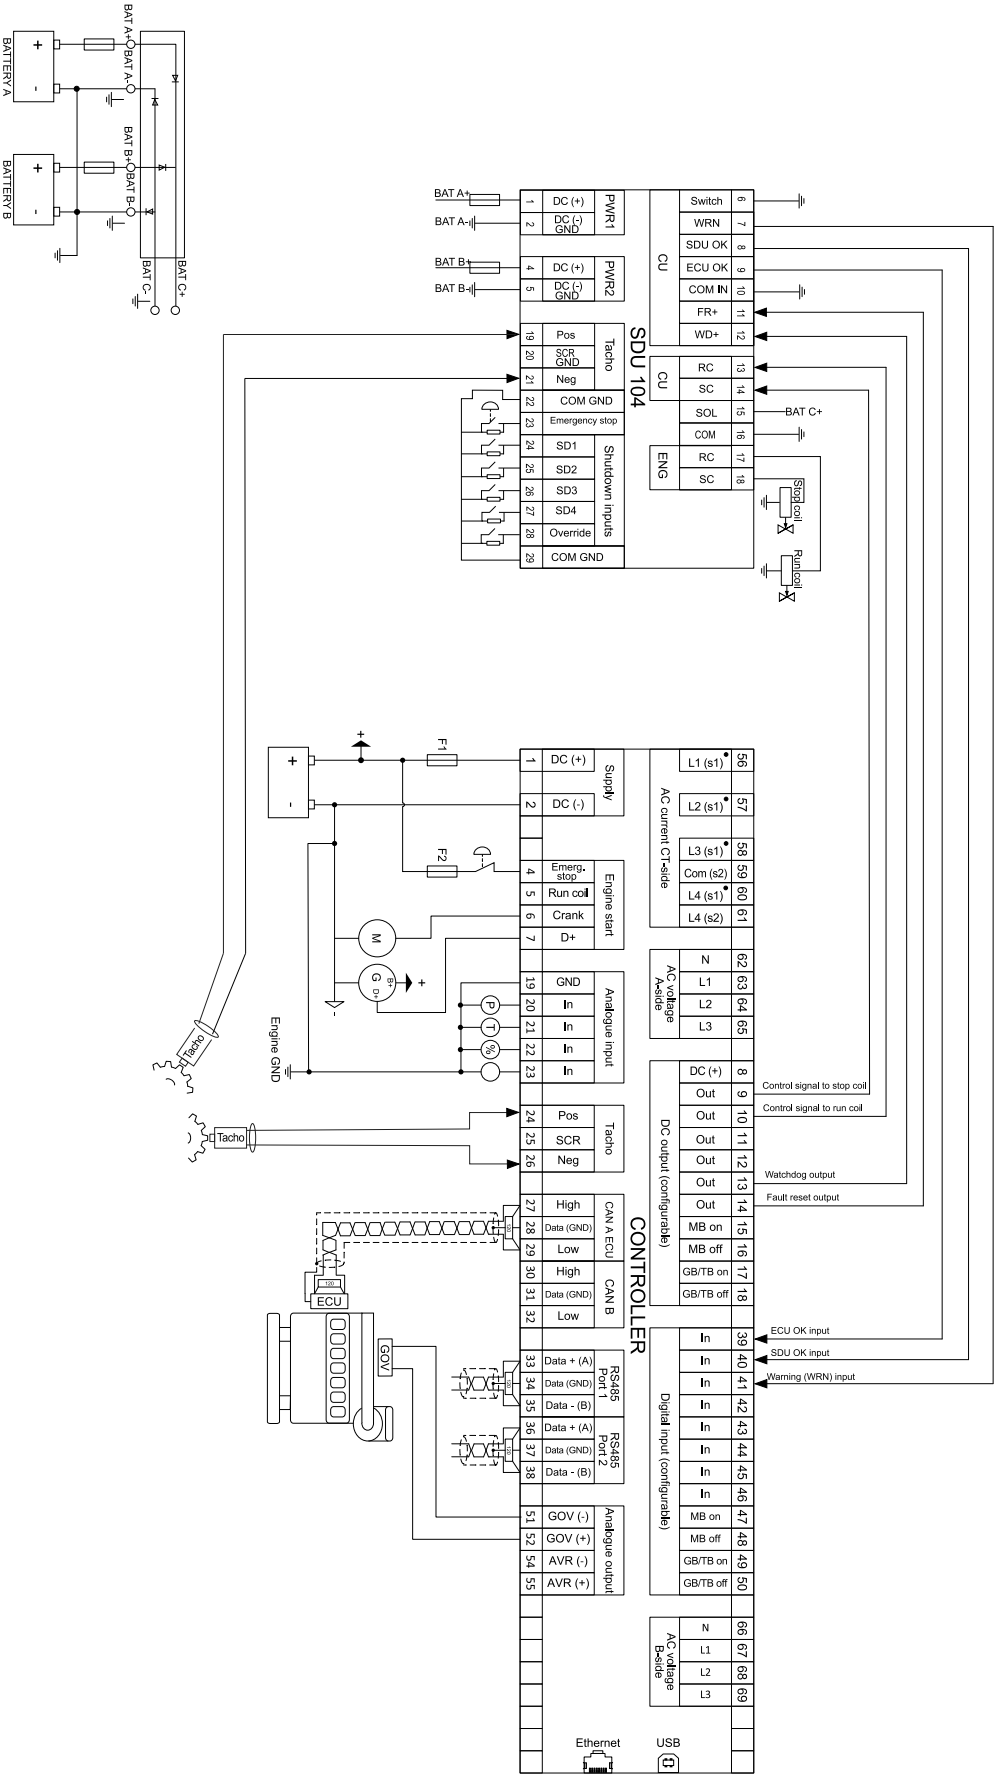 BAT A+
BAT A-
BAT B+
BAT B-
BATTERY A
+
-
BATTERY B
+
-
BAT C-
BAT C+
SDU 104
BAT A+
1 DC (+)
BAT A-
2 DC (-) GND
PWR1
BAT B+
4 DC (+)
BAT B-
5 DC (-) GND
PWR2
19 Pos
20 SCR GND
21 Neg
Tacho
22 COM GND
23 Emergency stop
24 SD1
25 SD2
26 SD3
27 SD4
28 Override
Shutdown inputs
29 COM GND
CU
Switch 6
WRN 7
SDU OK 8
ECU OK 9
COM IN 10
FR+ 11
WD+ 12
CU
RC 13
SC 14
SOL 15
BAT C+
COM 16
ENG
RC 17
SC 18
Stop coil
Run coil
CONTROLLER
+
F1
F2
+
-
1 DC (+)
2 DC (-)
Supply
4 Emerg. stop
5 Run coil
6 Crank
7 D+
Engine start
M
G
B+
D+
+
-
Engine GND
19 GND
20 In
21 In
22 In
23 In
Analogue input
P
T
%
Tacho
Tacho
24 Pos
25 SCR
26 Neg
Tacho
27 High
28 Data (GND)
29 Low
CAN A ECU
120
120
ECU
30 High
31 Data (GND)
32 Low
CAN B
GOV
33 Data + (A)
34 Data (GND)
35 Data - (B)
RS485 Port 1
120
36 Data + (A)
37 Data (GND)
38 Data - (B)
RS485 Port 2
120
51 GOV (-)
52 GOV (+)
54 AVR (-)
55 AVR (+)
Analogue output
AC current CT-side
L1 (s1) 56
L2 (s1) 57
L3 (s1) 58
Com (s2) 59
L4 (s1) 60
L4 (s2) 61
AC voltage A-side
N 62
L1 63
L2 64
L3 65
DC output (configurable)
DC (+) 8
Out 9
Control signal to stop coil
Out 10
Control signal to run coil
Out 11
Out 12
Out 13
Watchdog output
Out 14
Fault reset output
MB on 15
MB off 16
GB/TB on 17
GB/TB off 18
Digital input (configurable)
In 39
ECU OK input
In 40
SDU OK input
In 41
Warning (WRN) input
In 42
In 43
In 44
In 45
In 46
MB on 47
MB off 48
GB/TB on 49
GB/TB off 50
AC voltage B-side
N 66
L1 67
L2 68
L3 69
Ethernet
USB